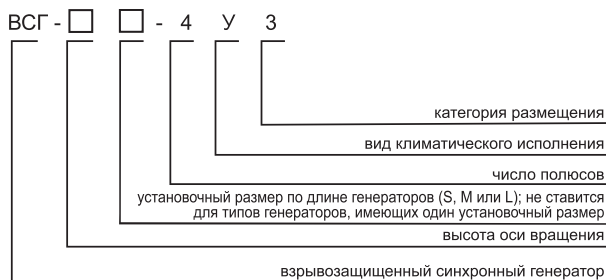 ВСГ - □ □ - 4 У 3
категория размещения
вид климатического исполнения
число полюсов
установочный размер по длине генераторов (S, M или L); не ставится
для типов генераторов, имеющих один установочный размер
высота оси вращения
взрывозащищенный синхронный генератор